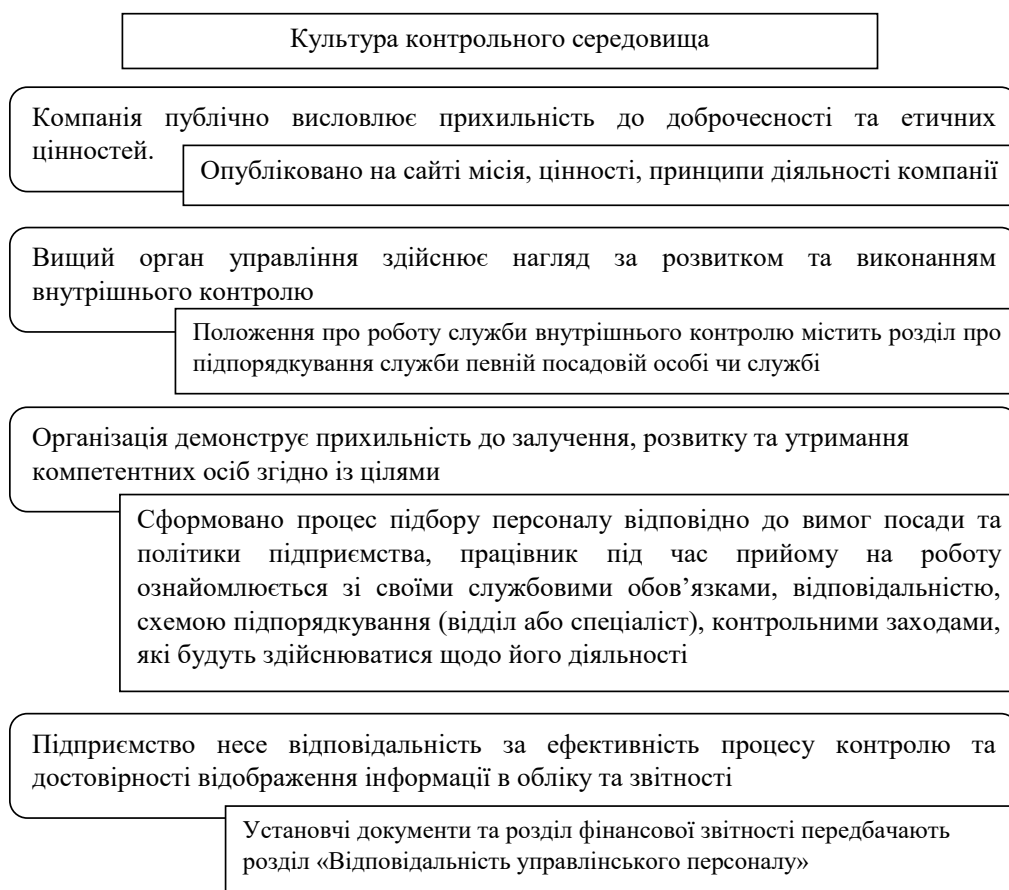 Культура контрольного середовища
Компанія публічно висловлює прихильність до доброчесності та етичних
цінностей.
Опубліковано на сайті місія, цінності, принципи діяльності компанії
Вищий орган управління здійснює нагляд за розвитком та виконанням
внутрішнього контролю
Положення про роботу служби внутрішнього контролю містить розділ про
підпорядкування служби певній посадовій особі чи службі
Організація демонструє прихильність до залучення, розвитку та утримання
компетентних осіб згідно із цілями
Сформовано процес підбору персоналу відповідно до вимог посади та
політики підприємства, працівник під час прийому на роботу
ознайомлюється зі своїми службовими обов’язками, відповідальністю,
схемою підпорядкування (відділ або спеціаліст), контрольними заходами,
які будуть здійснюватися щодо його діяльності
Підприємство несе відповідальність за ефективність процесу контролю та
достовірності відображення інформації в обліку та звітності
Установчі документи та розділ фінансової звітності передбачають
розділ «Відповідальність управлінського персоналу»